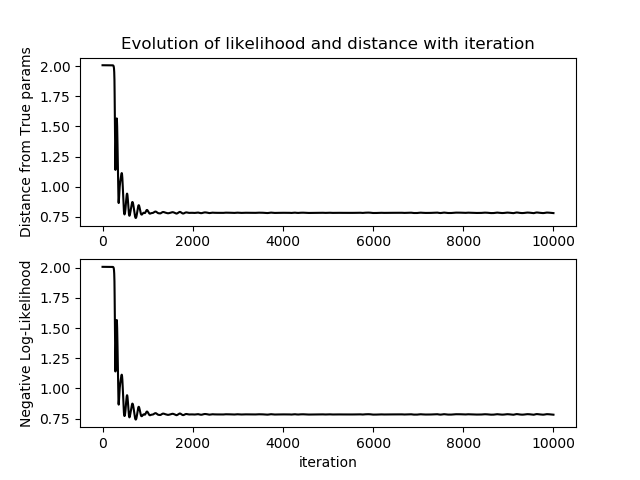 Evolution of likelihood and distance with iteration
Distance from True params
2.00
1.75
1.50
1.25
1.00
0.75
0 2000 4000 6000 8000 10000
Negative Log-Likelihood
2.00
1.75
1.50
1.25
1.00
0.75
0 2000 4000 6000 8000 10000
iteration